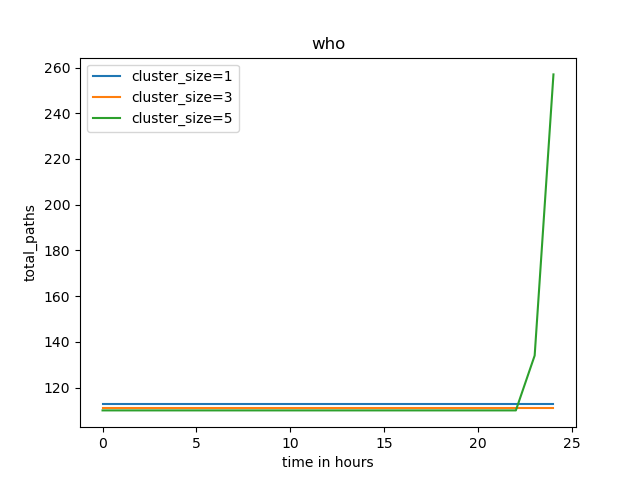 who
cluster_size=1
cluster_size=3
cluster_size=5
260
240
220
200
180
160
140
120
total_paths
0 5 10 15 20 25
time in hours